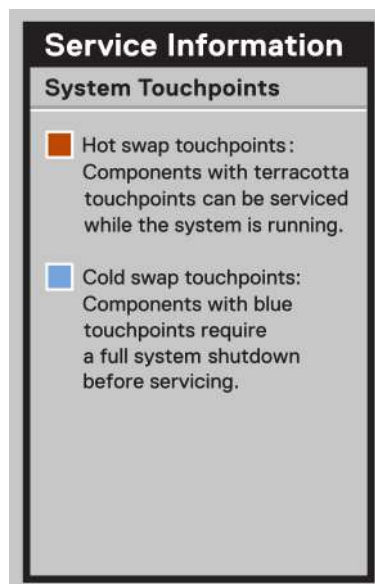 Service Information
System Touchpoints
Hot swap touchpoints:
Components with terracotta
touchpoints can be serviced
while the system is running.
Cold swap touchpoints:
Components with blue
touchpoints require
a full system shutdown
before servicing.